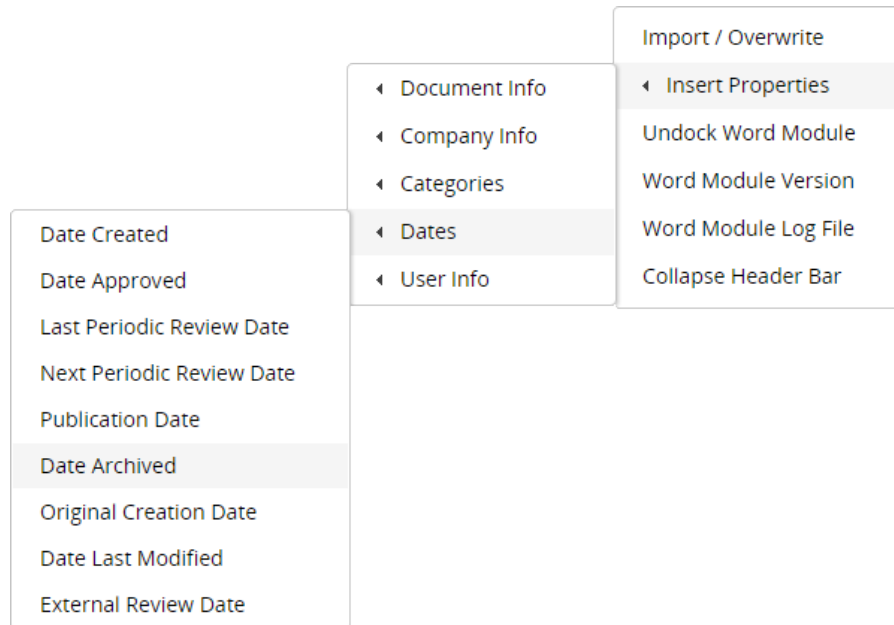 Import / Overwrite
Insert Properties
Undock Word Module
Word Module Version
Word Module Log File
Collapse Header Bar
Document Info
Company Info
Categories
Dates
User Info
Date Created
Date Approved
Last Periodic Review Date
Next Periodic Review Date
Publication Date
Date Archived
Original Creation Date
Date Last Modified
External Review Date